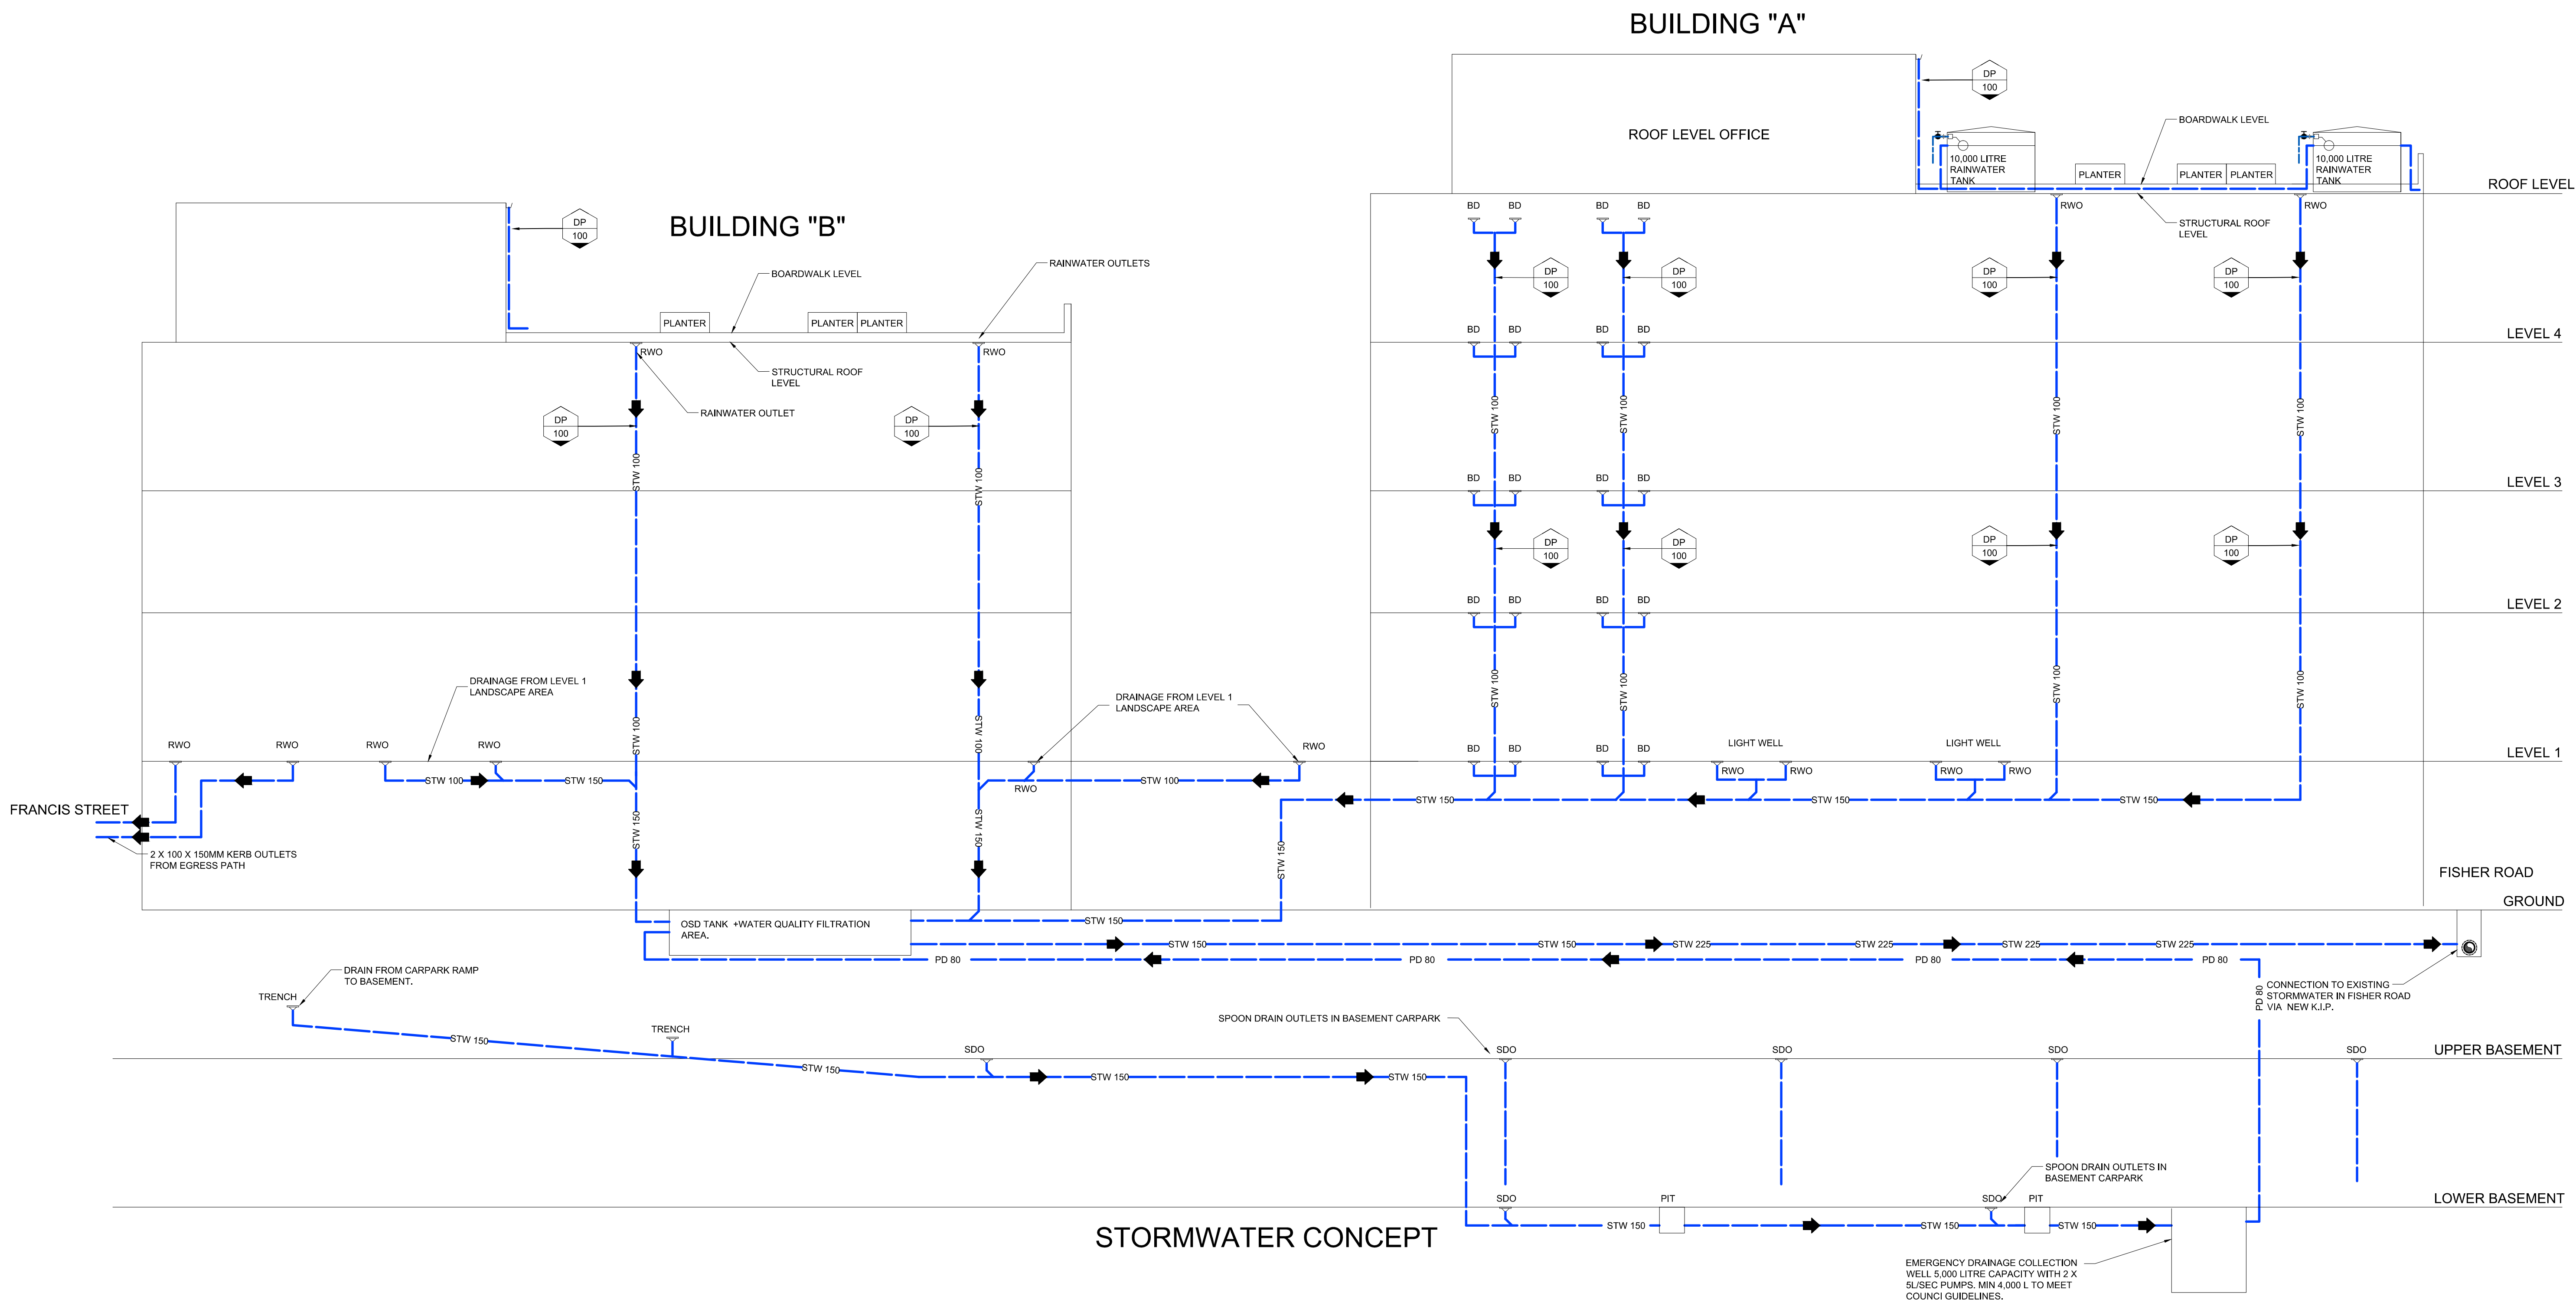 BUILDING "A"
DP
100
ROOF LEVEL OFFICE
BOARDWALK LEVEL
10,000 LITRE
RAINWATER
TANK
10,000 LITRE
RAINWATER
TANK
PLANTER
PLANTER
PLANTER
ROOF LEVEL
RWO
RWO
STRUCTURAL ROOF
LEVEL
BD
BD
BD
BD
DP
100
BUILDING "B"
RAINWATER OUTLETS
BOARDWALK LEVEL
DP
100
DP
100
DP
100
DP
100
PLANTER
PLANTER
PLANTER
BD
BD
BD
BD
LEVEL 4
RWO
RWO
STRUCTURAL ROOF
LEVEL
RAINWATER OUTLET
DP
100
DP
100
STW 100
STW 100
STW 100
STW 100
STW 100
STW 100
BD
BD
BD
BD
LEVEL 3
DP
100
DP
100
DP
100
DP
100
BD
BD
BD
BD
LEVEL 2
DRAINAGE FROM LEVEL 1
LANDSCAPE AREA
DRAINAGE FROM LEVEL 1
LANDSCAPE AREA
STW 100
STW 100
STW 100
STW 100
STW 100
STW 100
RWO
RWO
RWO
RWO
RWO
BD
BD
BD
BD
LIGHT WELL
LIGHT WELL
LEVEL 1
RWO
RWO
RWO
RWO
STW 100
STW 150
RWO
STW 100
FRANCIS STREET
STW 150
STW 150
STW 150
STW 150
STW 150
STW 150
2 X 100 X 150MM KERB OUTLETS
FROM EGRESS PATH
FISHER ROAD
GROUND
OSD TANK +WATER QUALITY FILTRATION
AREA.
STW 150
STW 150
STW 150
STW 225
STW 225
STW 225
STW 225
PD 80
PD 80
PD 80
PD 80
PD 80
DRAIN FROM CARPARK RAMP
TO BASEMENT.
CONNECTION TO EXISTING
STORMWATER IN FISHER ROAD
VIA NEW K.I.P.
TRENCH
TRENCH
STW 150
SPOON DRAIN OUTLETS IN BASEMENT CARPARK
SDO
SDO
SDO
SDO
SDO
UPPER BASEMENT
STW 150
STW 150
STW 150
SPOON DRAIN OUTLETS IN
BASEMENT CARPARK
SDO
PIT
SDO
PIT
LOWER BASEMENT
STW 150
STW 150
STW 150
STORMWATER CONCEPT
EMERGENCY DRAINAGE COLLECTION
WELL 5,000 LITRE CAPACITY WITH 2 X
5L/SEC PUMPS. MIN 4,000 L TO MEET
COUNCI GUIDELINES.